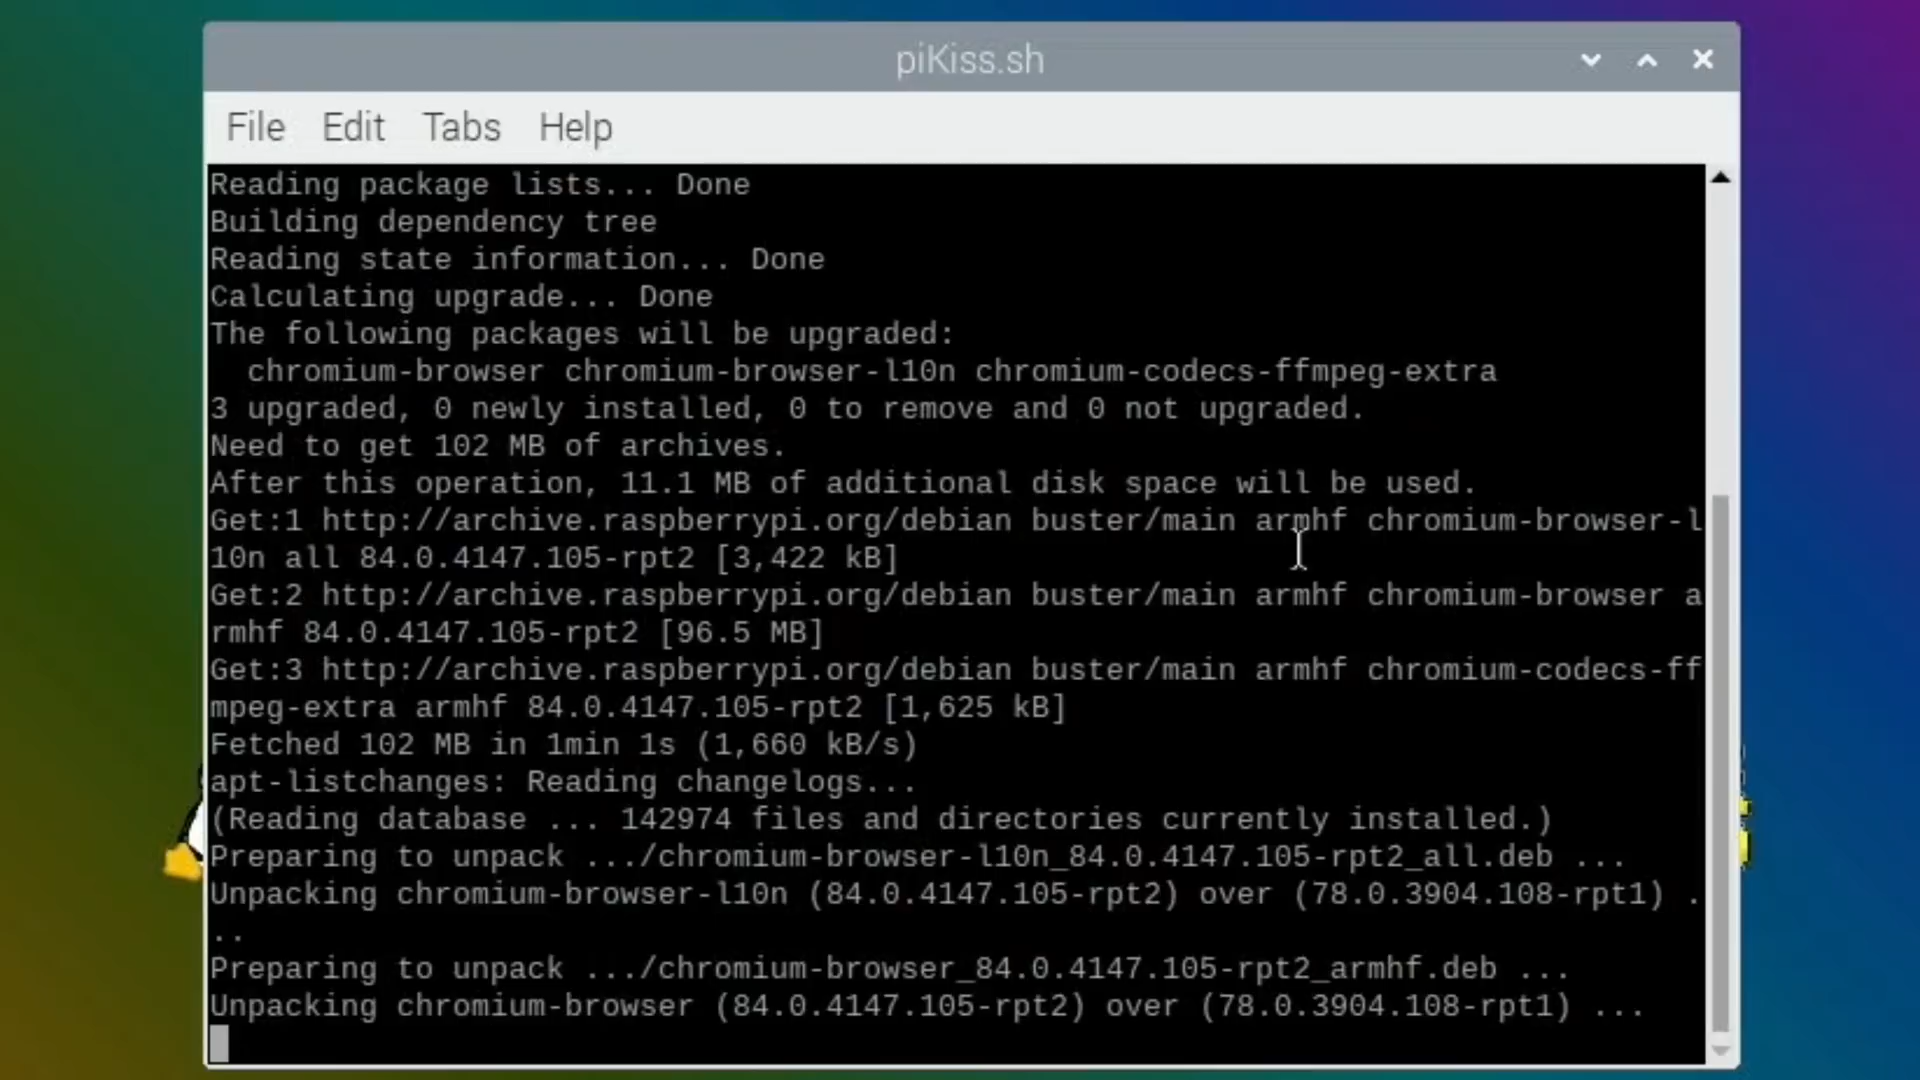 piKiss.sh
File Edit Tabs Help
Reading package lists... Done
Building dependency tree
Reading state information... Done
Calculating upgrade... Done
The following packages will be upgraded:
  chromium-browser chromium-browser-l10n chromium-codecs-ffmpeg-extra
3 upgraded, 0 newly installed, 0 to remove and 0 not upgraded.
Need to get 102 MB of archives.
After this operation, 11.1 MB of additional disk space will be used.
Get:1 http://archive.raspberrypi.org/debian buster/main armhf chromium-browser-l
10n all 84.0.4147.105-rpt2 [3,422 kB]
Get:2 http://archive.raspberrypi.org/debian buster/main armhf chromium-browser a
rmhf 84.0.4147.105-rpt2 [96.5 MB]
Get:3 http://archive.raspberrypi.org/debian buster/main armhf chromium-codecs-ff
mpeg-extra armhf 84.0.4147.105-rpt2 [1,625 kB]
Fetched 102 MB in 1min 1s (1,660 kB/s)
apt-listchanges: Reading changelogs...
(Reading database ... 142974 files and directories currently installed.)
Preparing to unpack .../chromium-browser-l10n_84.0.4147.105-rpt2_all.deb ...
Unpacking chromium-browser-l10n (84.0.4147.105-rpt2) over (78.0.3904.108-rpt1) .
..
Preparing to unpack .../chromium-browser_84.0.4147.105-rpt2_armhf.deb ...
Unpacking chromium-browser (84.0.4147.105-rpt2) over (78.0.3904.108-rpt1) ...